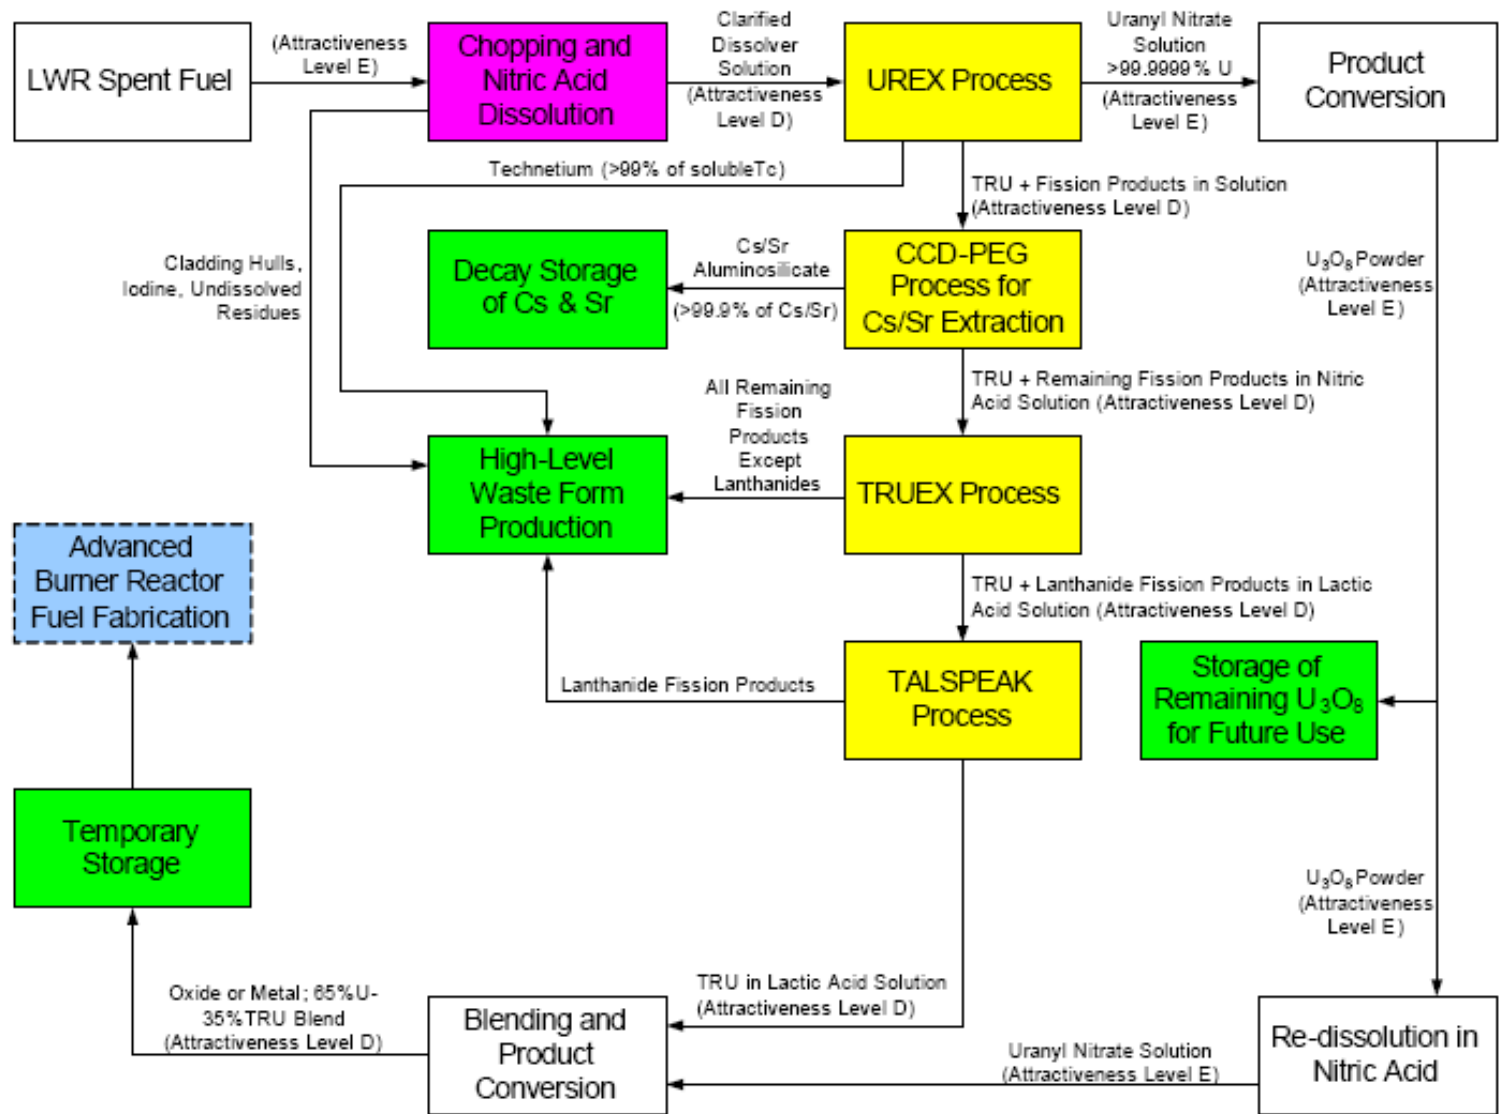 LWR Spent Fuel
(Attractiveness
Level E)
Chopping and
Nitric Acid
Dissolution
Clarified
Dissolver
Solution
(Attractiveness
Level D)
UREX Process
Uranyl Nitrate
Solution
>99.9999% U
(Attractiveness
Level E)
Product
Conversion
Technetium (>99% of solubleTc)
TRU + Fission Products in Solution
(Attractiveness Level D)
Cladding Hulls,
Iodine, Undissolved
Residues
Decay Storage
of Cs & Sr
Cs/Sr
Aluminosilicate
(>99.9% of Cs/Sr)
CCD-PEG
Process for
Cs/Sr Extraction
U₃O₈ Powder
(Attractiveness
Level E)
TRU + Remaining Fission Products in Nitric
Acid Solution (Attractiveness Level D)
All Remaining
Fission
Products
Except
Lanthanides
High-Level
Waste Form
Production
TRUEX Process
Advanced
Burner Reactor
Fuel Fabrication
TRU + Lanthanide Fission Products in Lactic
Acid Solution (Attractiveness Level D)
Lanthanide Fission Products
TALSPEAK
Process
Storage of
Remaining U₃O₈
for Future Use
Temporary
Storage
U₃O₈ Powder
(Attractiveness
Level E)
Oxide or Metal; 65%U-
35%TRU Blend
(Attractiveness Level D)
Blending and
Product
Conversion
TRU in Lactic Acid Solution
(Attractiveness Level D)
Uranyl Nitrate Solution
(Attractiveness Level E)
Re-dissolution in
Nitric Acid